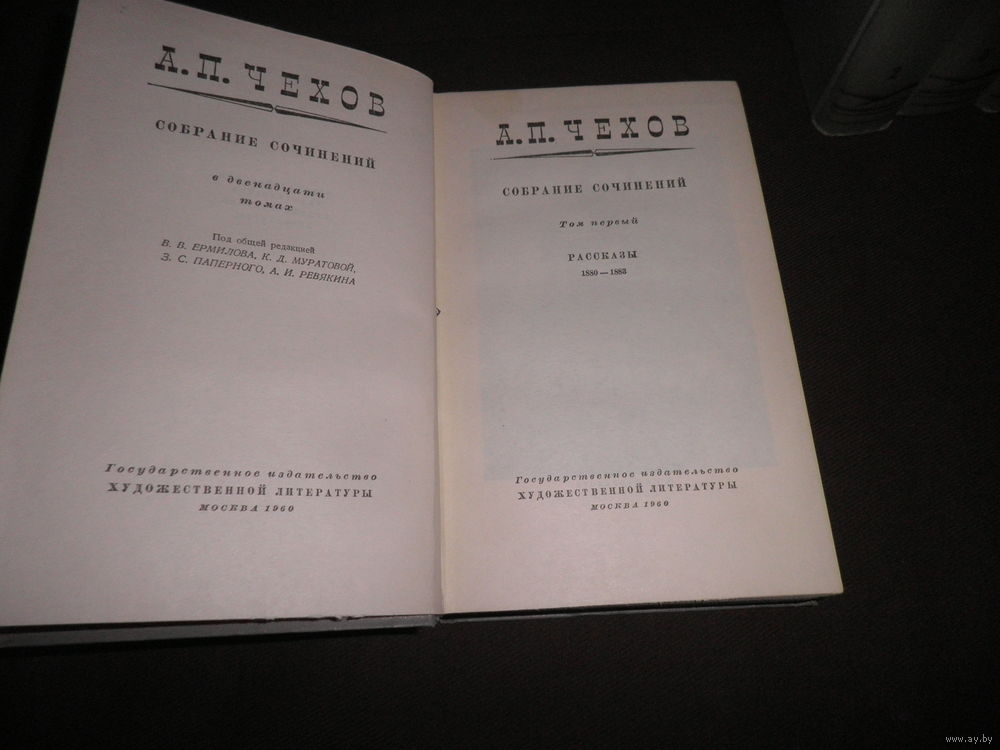 А. П. ЧЕХОВ
СОБРАНИЕ СОЧИНЕНИЙ
в двенадцати
томах
Под общей редакцией
В. В. ЕРМИЛОВА, К. Д. МУРАТОВОЙ,
З. С. ПАПЕРНОГО, А. И. РЕВЯКИНА
Государственное издательство
ХУДОЖЕСТВЕННОЙ ЛИТЕРАТУРЫ
МОСКВА 1960
А. П. ЧЕХОВ
СОБРАНИЕ СОЧИНЕНИЙ
Том первый
РАССКАЗЫ
1880—1883
Государственное издательство
ХУДОЖЕСТВЕННОЙ ЛИТЕРАТУРЫ
МОСКВА 1960
www.ay.by